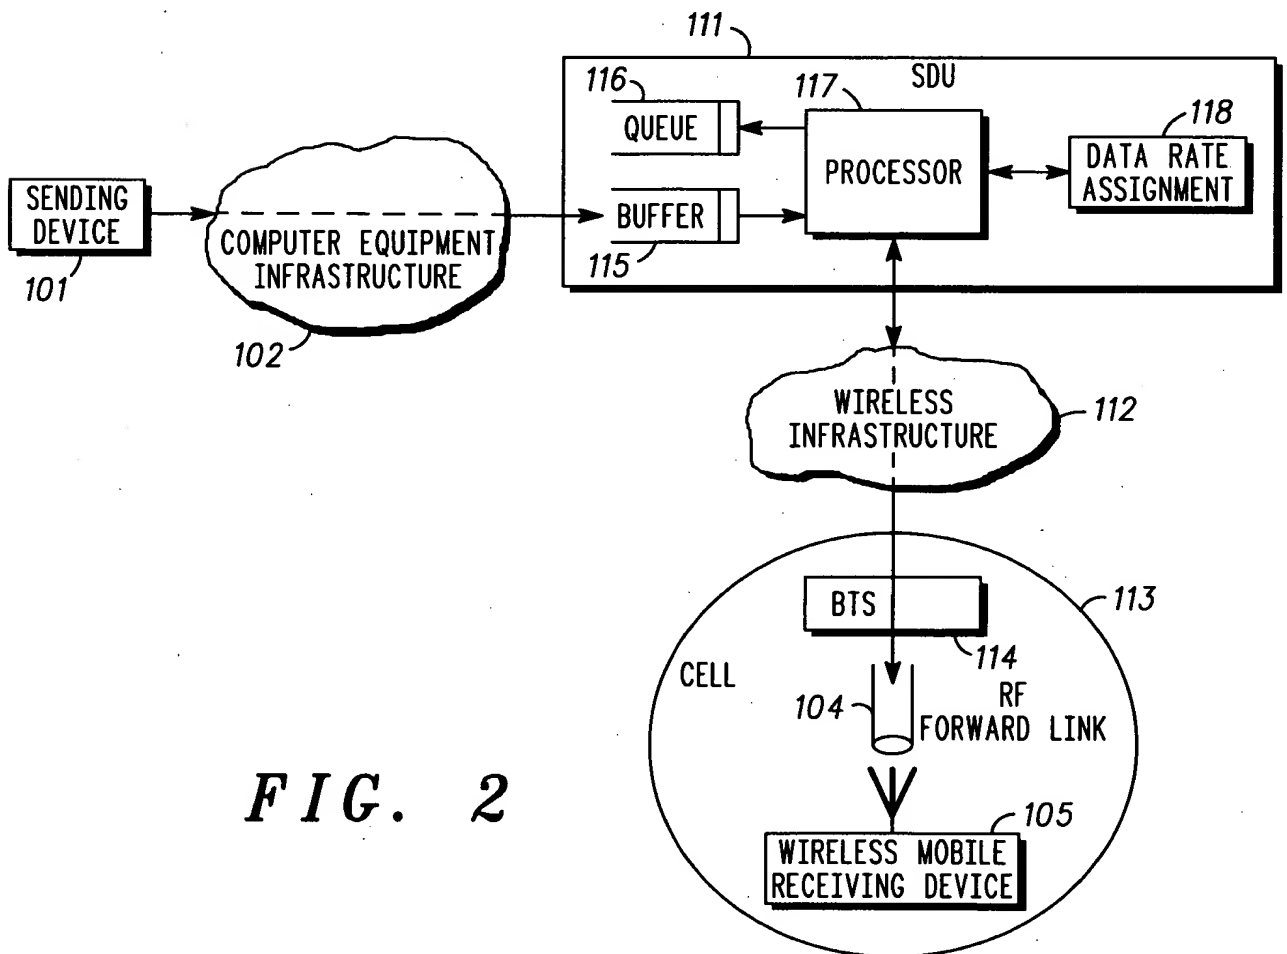 111
SDU
116
QUEUE
117
PROCESSOR
118
DATA RATE
ASSIGNMENT
SENDING
DEVICE
101
COMPUTER EQUIPMENT
INFRASTRUCTURE
102
BUFFER
115
WIRELESS
INFRASTRUCTURE
112
BTS
113
114
CELL
104
RF
FORWARD LINK
FIG. 2
105
WIRELESS MOBILE
RECEIVING DEVICE